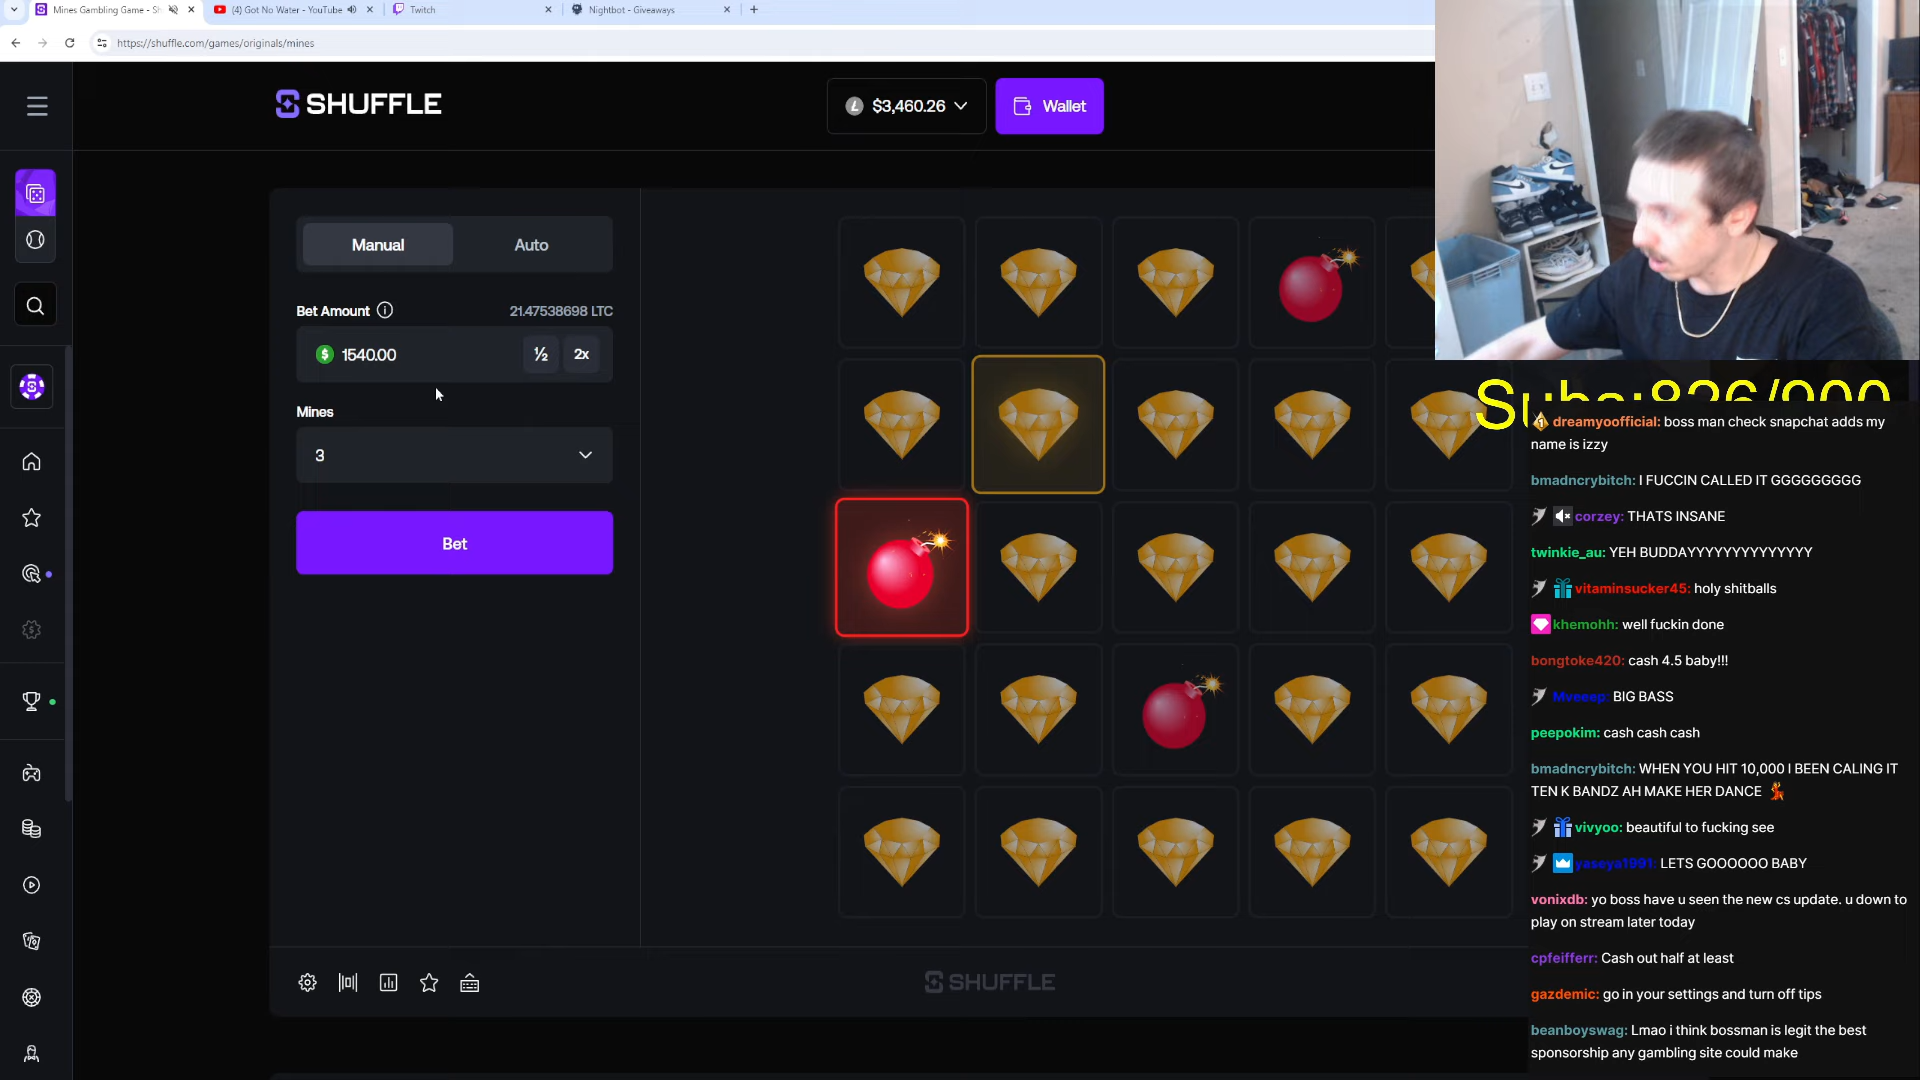 Mines Gambling Game - Sh
(4) Got No Water - YouTube
Twitch
Nightbot - Giveaways
https://shuffle.com/games/originals/mines
SHUFFLE
$3,460.26
Wallet
Manual
Auto
Bet Amount
21.47538698 LTC
1540.00
½
2x
Mines
3
Bet
SHUFFLE
Subs:826/900
dreamyoofficial: boss man check snapchat adds my
name is izzy
bmadncrybitch: I FUCCIN CALLED IT GGGGGGGGG
corzey: THATS INSANE
twinkie_au: YEH BUDDAYYYYYYYYYYYYYY
vitaminsucker45: holy shitballs
khemohh: well fuckin done
bongtoke420: cash 4.5 baby!!!
Mveeep: BIG BASS
peepokim: cash cash cash
bmadncrybitch: WHEN YOU HIT 10,000 I BEEN CALING IT
TEN K BANDZ AH MAKE HER DANCE
vivyoo: beautiful to fucking see
yaseya1991: LETS GOOOOOO BABY
vonixdb: yo boss have u seen the new cs update. u down to
play on stream later today
cpfeifferr: Cash out half at least
gazdemic: go in your settings and turn off tips
beanboyswag: Lmao i think bossman is legit the best
sponsorship any gambling site could make